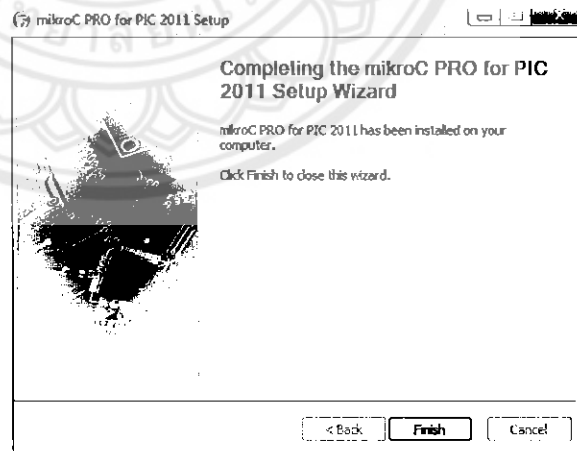 mikroC PRO for PIC 2011 Setup
Completing the mikroC PRO for PIC
2011 Setup Wizard
mikroC PRO for PIC 2011 has been installed on your
computer.
Click Finish to close this wizard.
< Back
Finish
Cancel